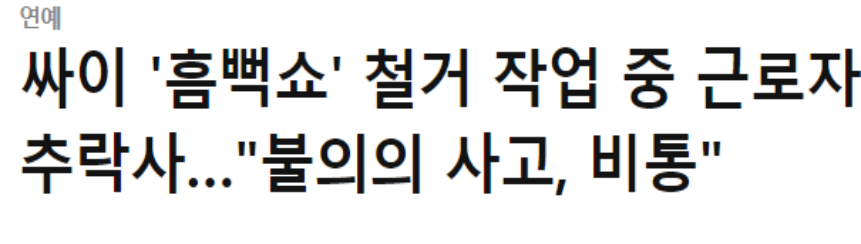 연예
싸이 '흠뻑쇼' 철거 작업 중 근로자
추락사..."불의의 사고, 비통"